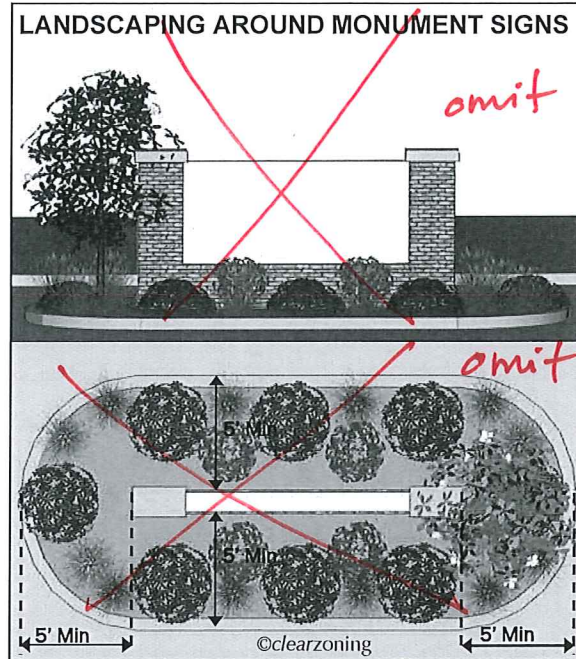 LANDSCAPING AROUND MONUMENT SIGNS
omit
omit
5' Min
5' Min
5' Min
5' Min
©clearzoning